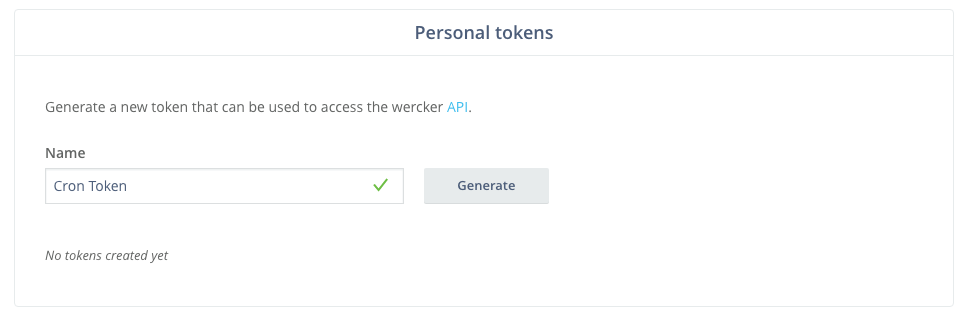 Personal tokens
Generate a new token that can be used to access the wercker API.
Name
Cron Token
Generate
No tokens created yet